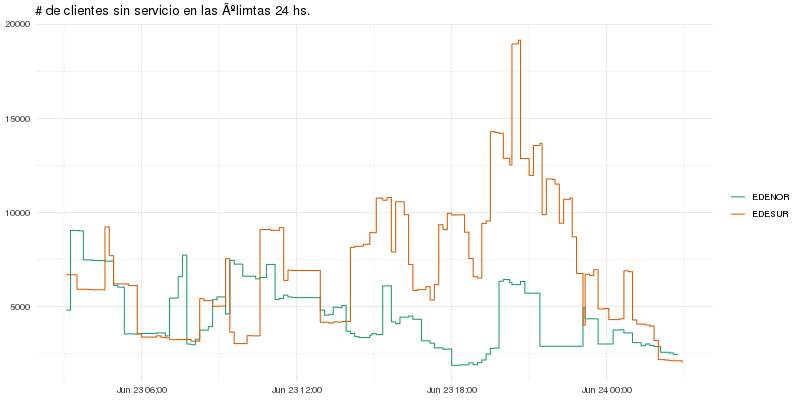 # de clientes sin servicio en las Ãºlimtas 24 hs.
20000
15000
10000
5000
Jun 23 06:00
Jun 23 12:00
Jun 23 18:00
Jun 24 00:00
EDENOR
EDESUR